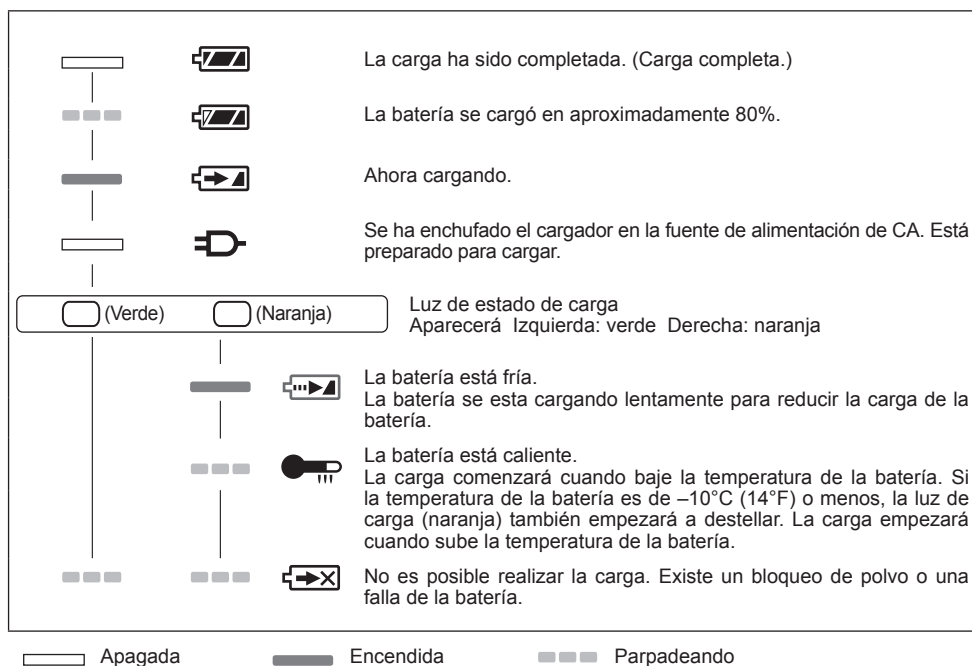 La carga ha sido completada. (Carga completa.)
La batería se cargó en aproximadamente 80%.
Ahora cargando.
Se ha enchufado el cargador en la fuente de alimentación de CA. Está
preparado para cargar.
(Verde) (Naranja)
Luz de estado de carga
Aparecerá Izquierda: verde Derecha: naranja
La batería está fría.
La batería se esta cargando lentamente para reducir la carga de la
batería.
La batería está caliente.
La carga comenzará cuando baje la temperatura de la batería. Si
la temperatura de la batería es de –10°C (14°F) o menos, la luz de
carga (naranja) también empezará a destellar. La carga empezará
cuando sube la temperatura de la batería.
No es posible realizar la carga. Existe un bloqueo de polvo o una
falla de la batería.
Apagada Encendida Parpadeando